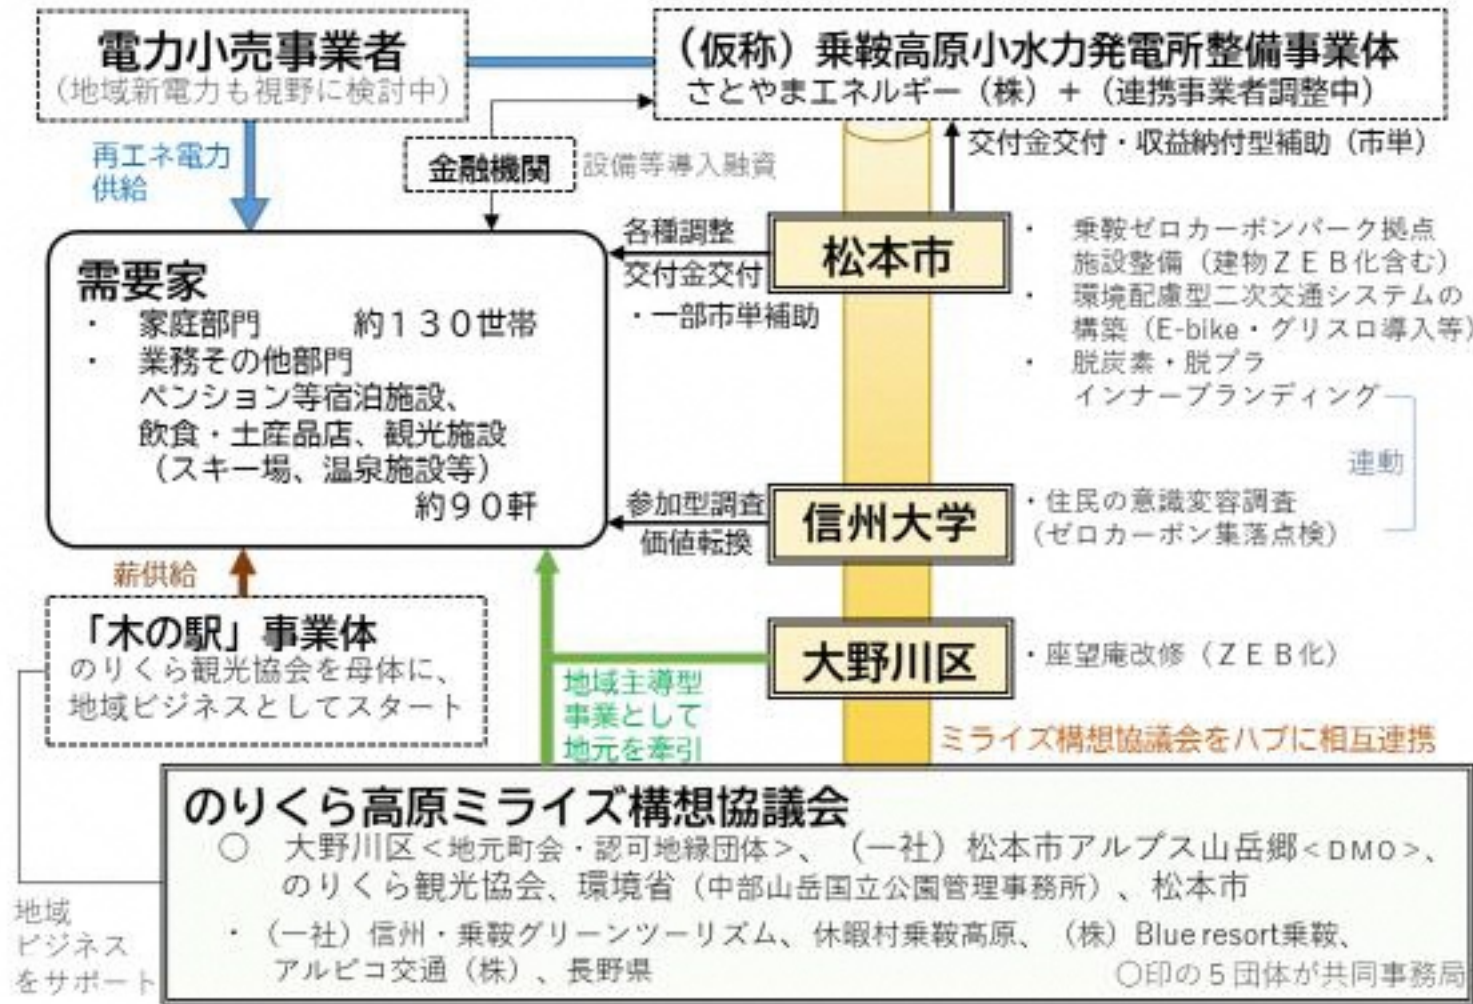 電力小売事業者
(地域新電力も視野に検討中)
(仮称)乗鞍高原小水力発電所整備事業体
さとやまエネルギー(株)+(連携事業者調整中)
再エネ電力
供給
金融機関
設備等導入融資
交付金交付・収益納付型補助(市単)
需要家
・ 家庭部門 約130世帯
・ 業務その他部門
ペンション等宿泊施設、
飲食・土産品店、観光施設
(スキー場、温泉施設等)
約90軒
各種調整
交付金交付
・一部市単補助
松本市
・ 乗鞍ゼロカーボンパーク拠点
施設整備(建物ZEB化含む)
・ 環境配慮型二次交通システムの
構築(E-bike・グリスロ導入等)
・ 脱炭素・脱プラ
インナーブランディング
連動
参加型調査
価値転換
信州大学
・住民の意識変容調査
(ゼロカーボン集落点検)
薪供給
「木の駅」事業体
のりくら観光協会を母体に、
地域ビジネスとしてスタート
地域主導型
事業として
地元を牽引
大野川区
・座望庵改修(ZEB化)
ミライズ構想協議会をハブに相互連携
のりくら高原ミライズ構想協議会
○ 大野川区<地元町会・認可地縁団体>、(一社)松本市アルプス山岳郷<DMO>、
のりくら観光協会、環境省(中部山岳国立公園管理事務所)、松本市
・ (一社)信州・乗鞍グリーンツーリズム、休暇村乗鞍高原、(株)Blue resort乗鞍、
アルピコ交通(株)、長野県
○印の5団体が共同事務局
地域
ビジネス
をサポート